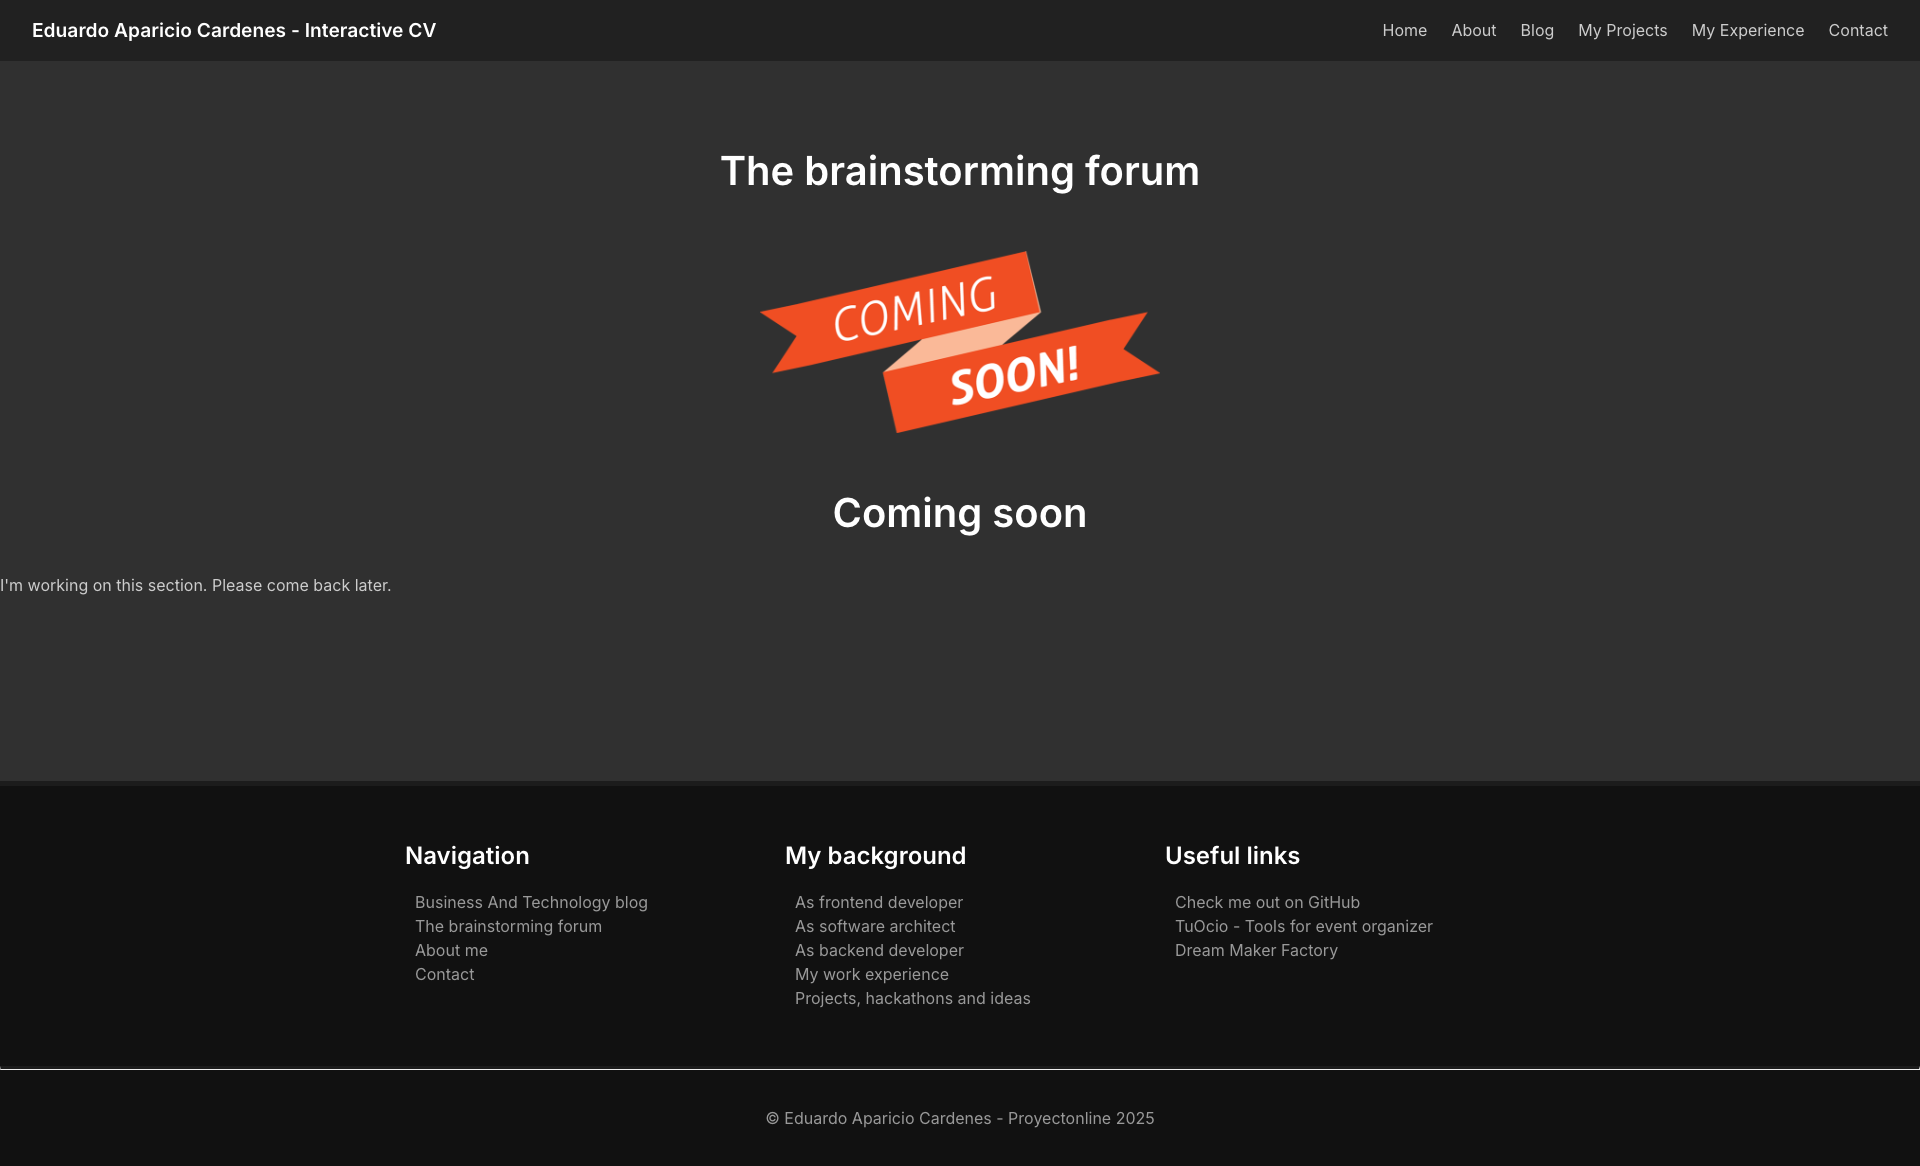 Eduardo Aparicio Cardenes - Interactive CV
Home About Blog My Projects My Experience Contact
The brainstorming forum
COMING
SOON!
Coming soon
I'm working on this section. Please come back later.
Navigation
Business And Technology blog
The brainstorming forum
About me
Contact
My background
As frontend developer
As software architect
As backend developer
My work experience
Projects, hackathons and ideas
Useful links
Check me out on GitHub
TuOcio - Tools for event organizer
Dream Maker Factory
© Eduardo Aparicio Cardenes - Proyectonline 2025